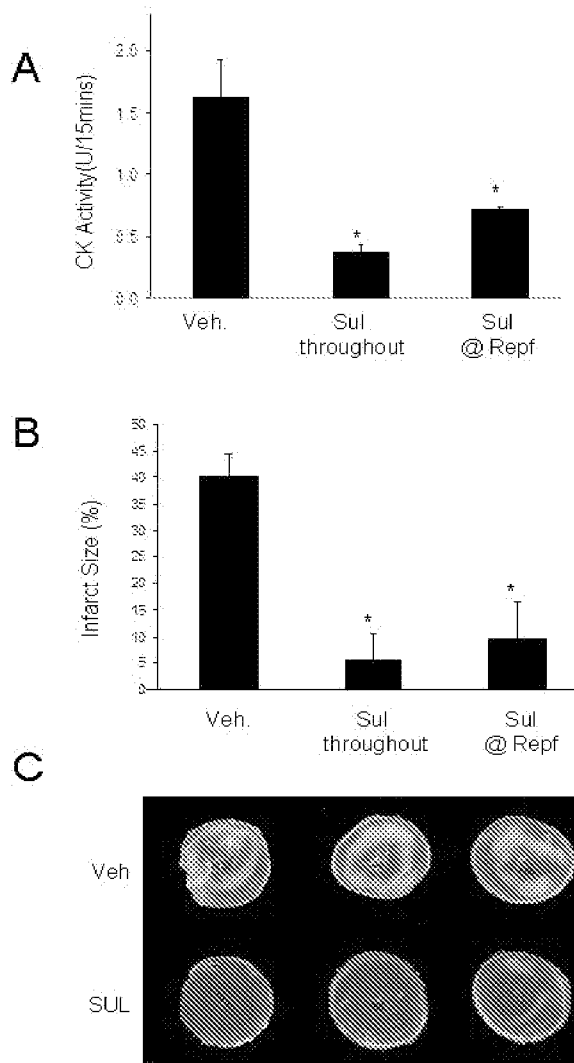 A
CK Activity(U/15mins)
2.0
1.5
1.0
0.5
0.0
*
*
Veh.
Sul
throughout
Sul
@ Repf
B
Infarct Size (%)
50
45
40
35
30
25
20
15
10
5
0
*
*
Veh.
Sul
throughout
Sul
@ Repf
C
Veh
SUL